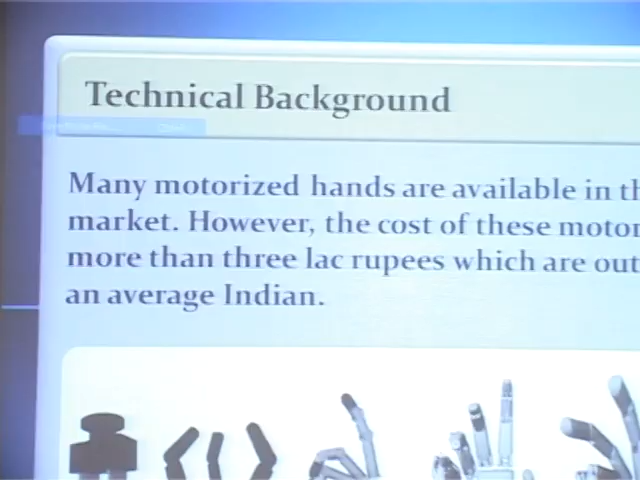 Technical Background
Many motorized hands are available in th
market. However, the cost of these motor
more than three lac rupees which are out
an average Indian.